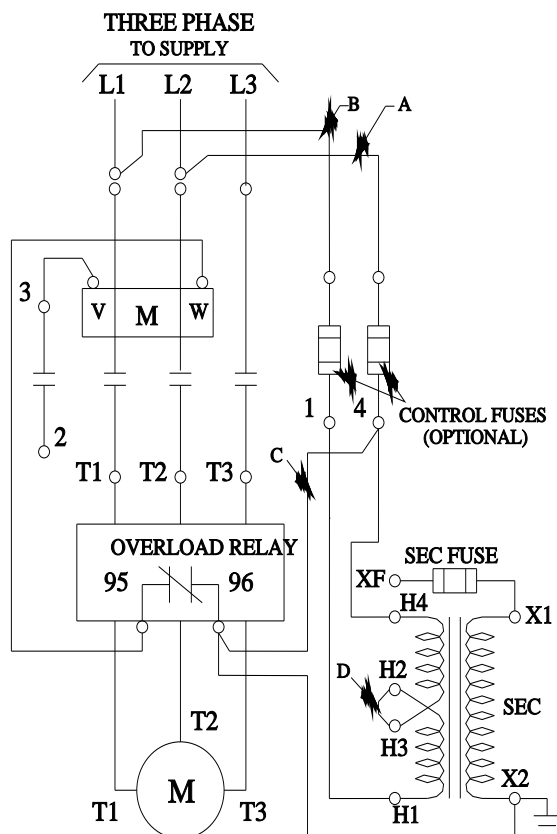 THREE PHASE
TO SUPPLY
L1 L2 L3
B A
3
V M W
2
1 4
CONTROL FUSES
(OPTIONAL)
C
T1 T2 T3
OVERLOAD RELAY
95 96
SEC FUSE
XF
H4 X1
D H2
SEC
H3
T2
X2
M
T1 T3 H1